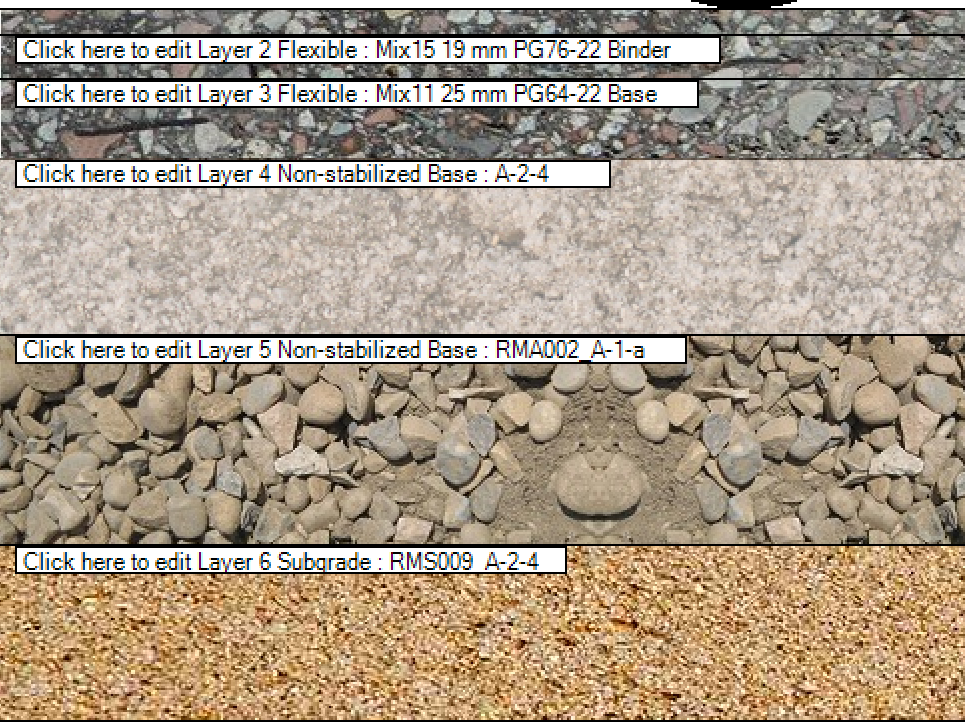 Click here to edit Layer 2 Flexible : Mix15 19 mm PG76-22 Binder
Click here to edit Layer 3 Flexible : Mix11 25 mm PG64-22 Base
Click here to edit Layer 4 Non-stabilized Base : A-2-4
Click here to edit Layer 5 Non-stabilized Base : RMA002_A-1-a
Click here to edit Layer 6 Subgrade : RMS009_A-2-4